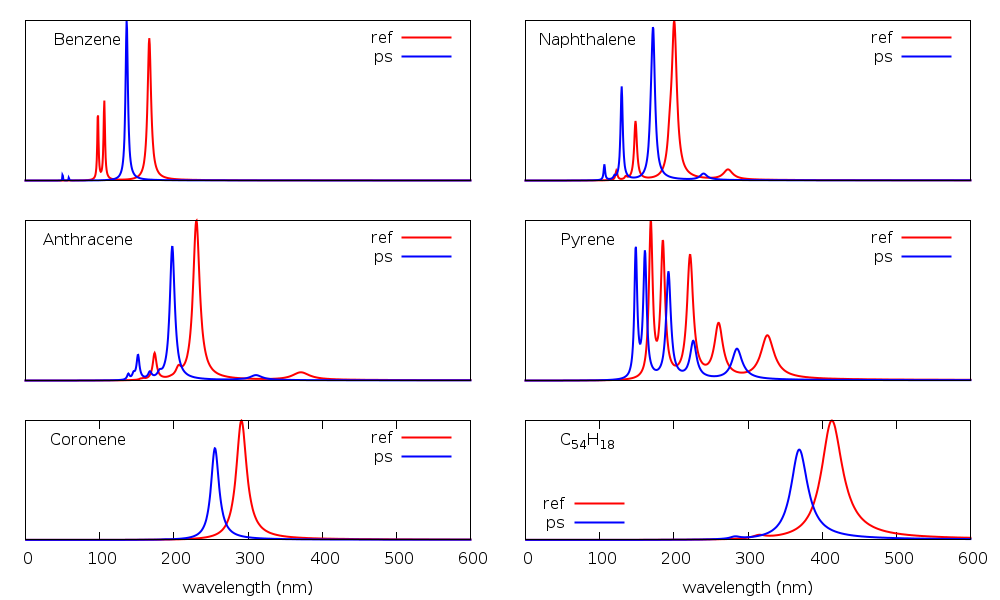 Benzene
ref
ps
Naphthalene
ref
ps
Anthracene
ref
ps
Pyrene
ref
ps
Coronene
ref
ps
0 100 200 300 400 500 600
wavelength (nm)
C54H18
ref
ps
0 100 200 300 400 500 600
wavelength (nm)